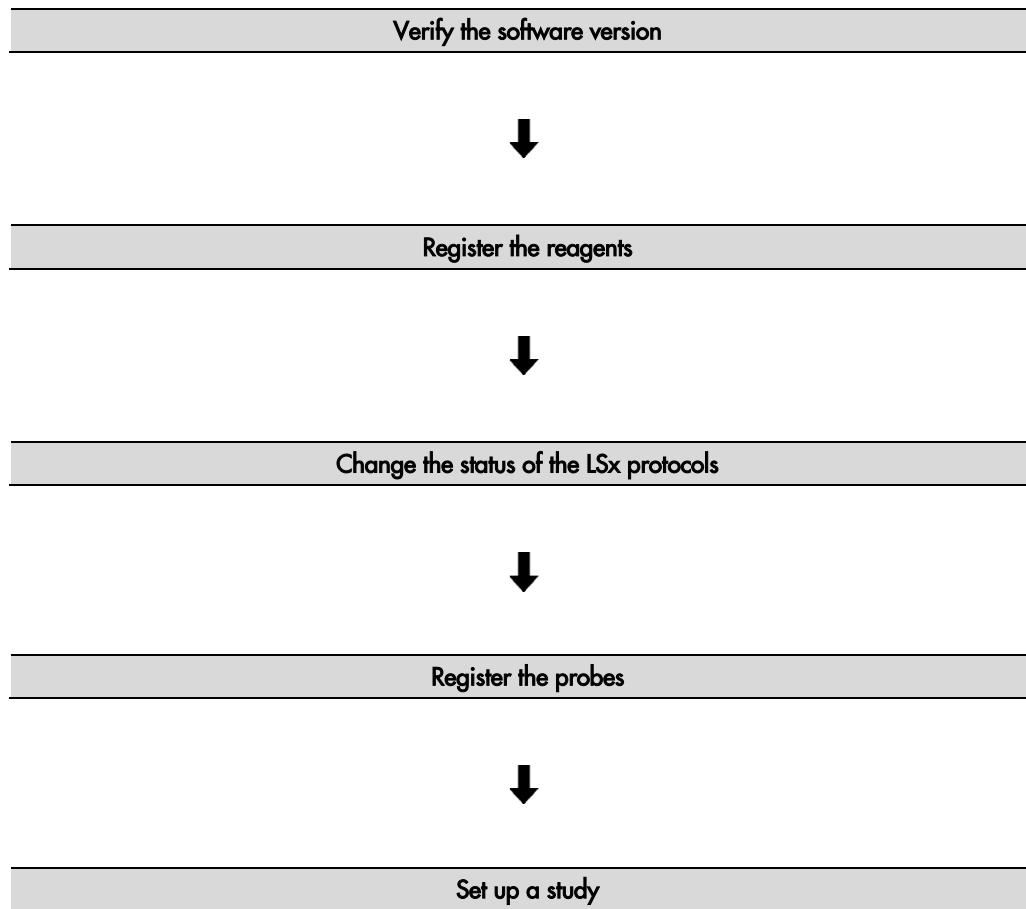 Verify the software version
Register the reagents
Change the status of the LSx protocols
Register the probes
Set up a study